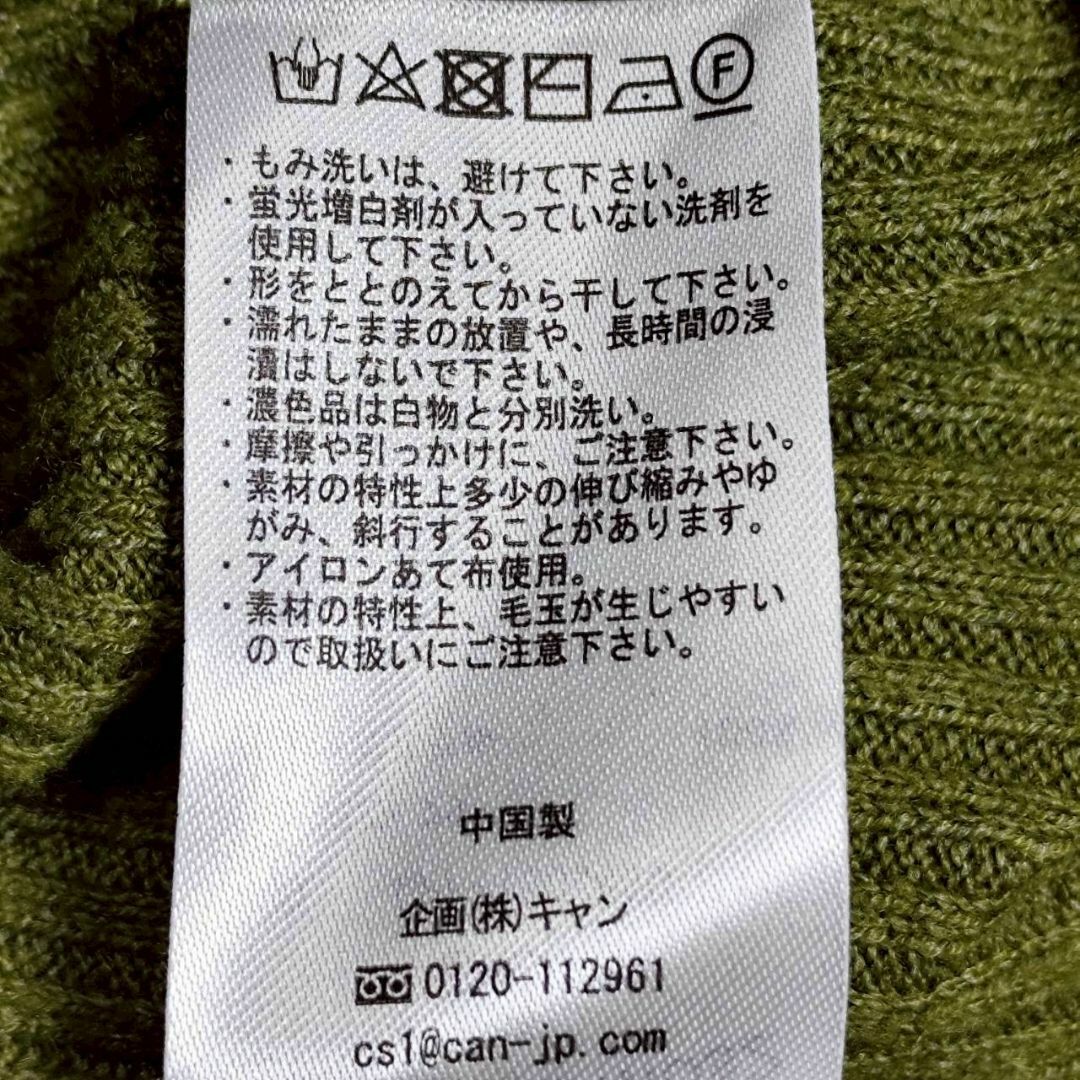 F
・もみ洗いは、避けて下さい。
・蛍光増白剤が入っていない洗剤を
使用して下さい。
・形をととのえてから干して下さい。
・濡れたままの放置や、長時間の浸
漬はしないで下さい。
・濃色品は白物と分別洗い。
・摩擦や引っかけに、ご注意下さい。
・素材の特性上多少の伸び縮みやゆ
がみ、斜行することがあります。
・アイロンあて布使用。
・素材の特性上、毛玉が生じやすい
ので取扱いにご注意下さい。
中国製
企画(株)キャン
0120-112961
cs1@can-jp.com